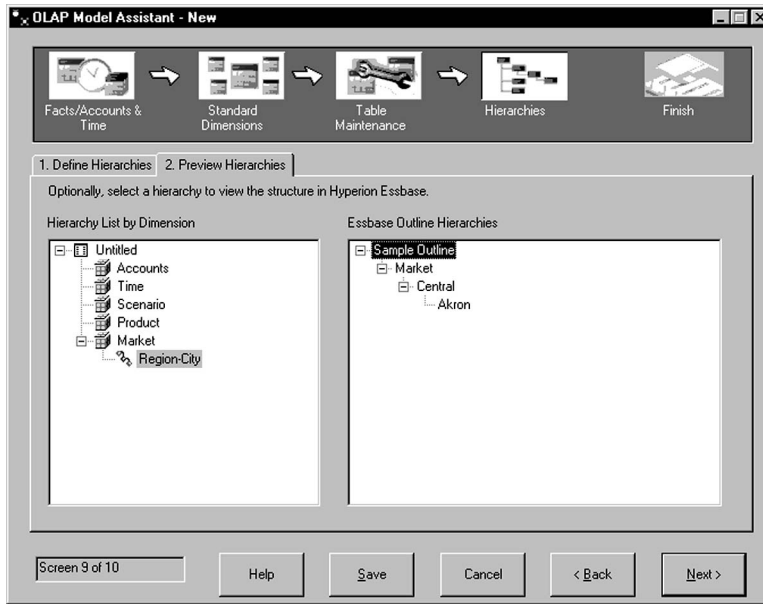 OLAP Model Assistant - New
Facts/Accounts &
Time
Standard
Dimensions
Table
Maintenance
Hierarchies
Finish
1. Define Hierarchies
2. Preview Hierarchies
Optionally, select a hierarchy to view the structure in Hyperion Essbase.
Hierarchy List by Dimension
Untitled
Accounts
Time
Scenario
Product
Market
Region-City
Essbase Outline Hierarchies
Sample Outline
Market
Central
Akron
Screen 9 of 10
Help
Save
Cancel
< Back
Next >